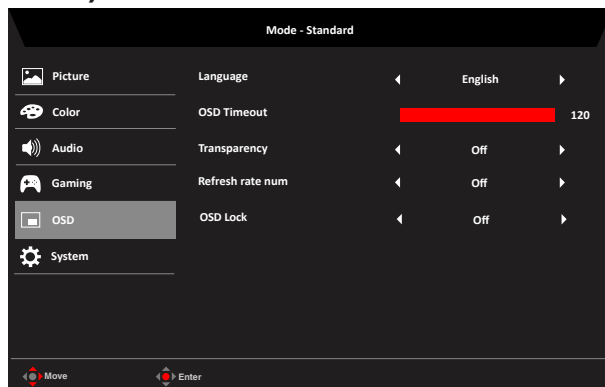 Mode - Standard
Picture
Language
English
Color
OSD Timeout
120
Audio
Transparency
Off
Gaming
Refresh rate num
Off
OSD
OSD Lock
Off
System
Move
Enter